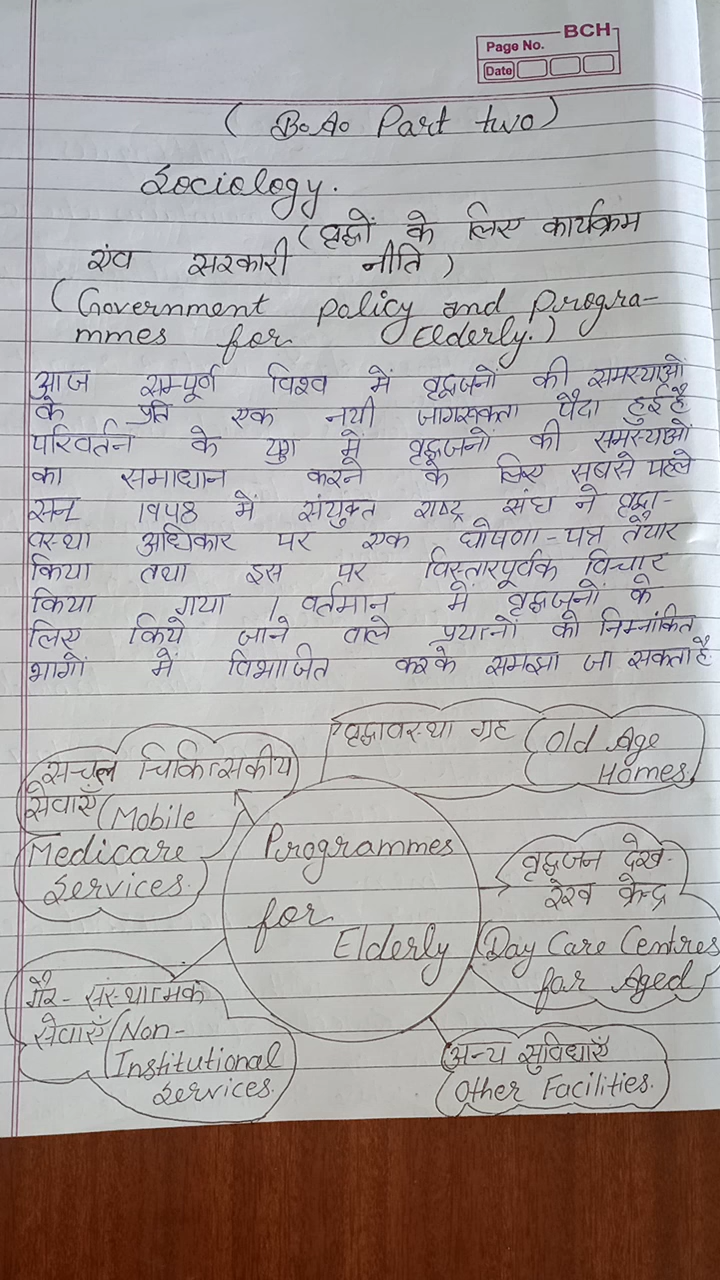 BCH
Page No.
Date
( B.A. Part two )
Sociology.
( वृद्धों के लिए कार्यक्रम
एंव सरकारी नीति )
( Government policy and progra-
mmes for Elderly. )
आज सम्पूर्ण विश्व में वृद्धजनों की समस्याओं
के प्रति एक नयी जागरूकता पैदा हुई है
परिवर्तन के युग में वृद्धजनों की समस्याओं
का समाधान करने के लिए सबसे पहले
सन् १९५8 में संयुक्त राष्ट्र संघ ने वृद्धा-
वस्था अधिकार पर एक घोषणा-पत्र तैयार
किया तथा इस पर विस्तारपूर्वक विचार
किया गया / वर्तमान में वृद्धजनों के
लिए किये जाने वाले प्रयत्नों को निम्नांकित
भागों में विभाजित करके समझा जा सकता है
वृद्धावस्था गृह ( Old Age
Homes
सचल चिकित्सकीय
सेवाएँ ( Mobile
Medicare
Services.
Programmes
for
Elderly
वृद्धजन देख-
रेख केन्द्र
( Day Care Centres
for Aged
गैर-संस्थात्मक
सेवाएँ ( Non-
Institutional
Services.
अन्य सुविधाएँ
( Other Facilities.